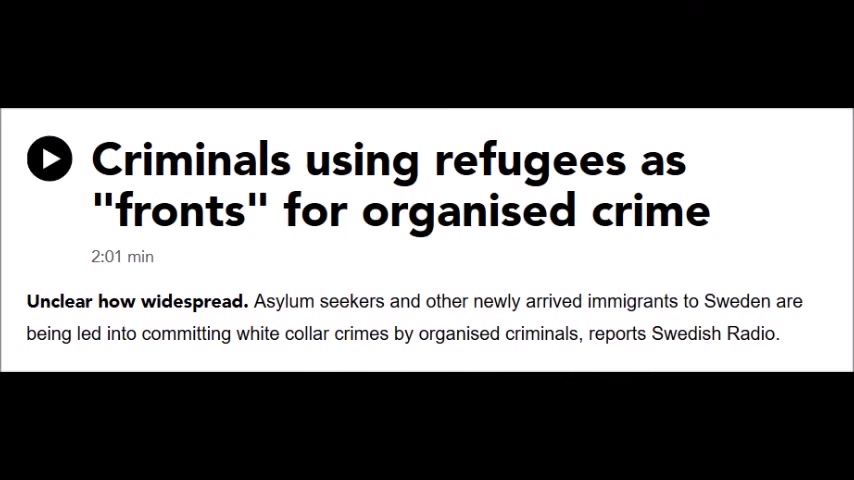 Criminals using refugees as
"fronts" for organised crime
2:01 min
Unclear how widespread. Asylum seekers and other newly arrived immigrants to Sweden are
being led into committing white collar crimes by organised criminals, reports Swedish Radio.